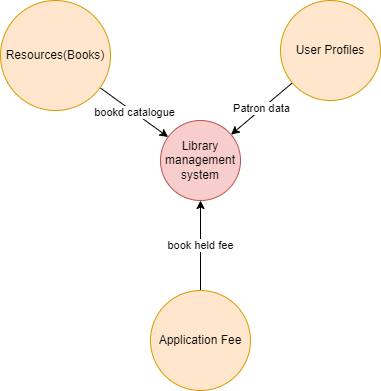 Resources(Books)
User Profiles
bookd catalogue
Patron data
Library
management
system
book held fee
Application Fee